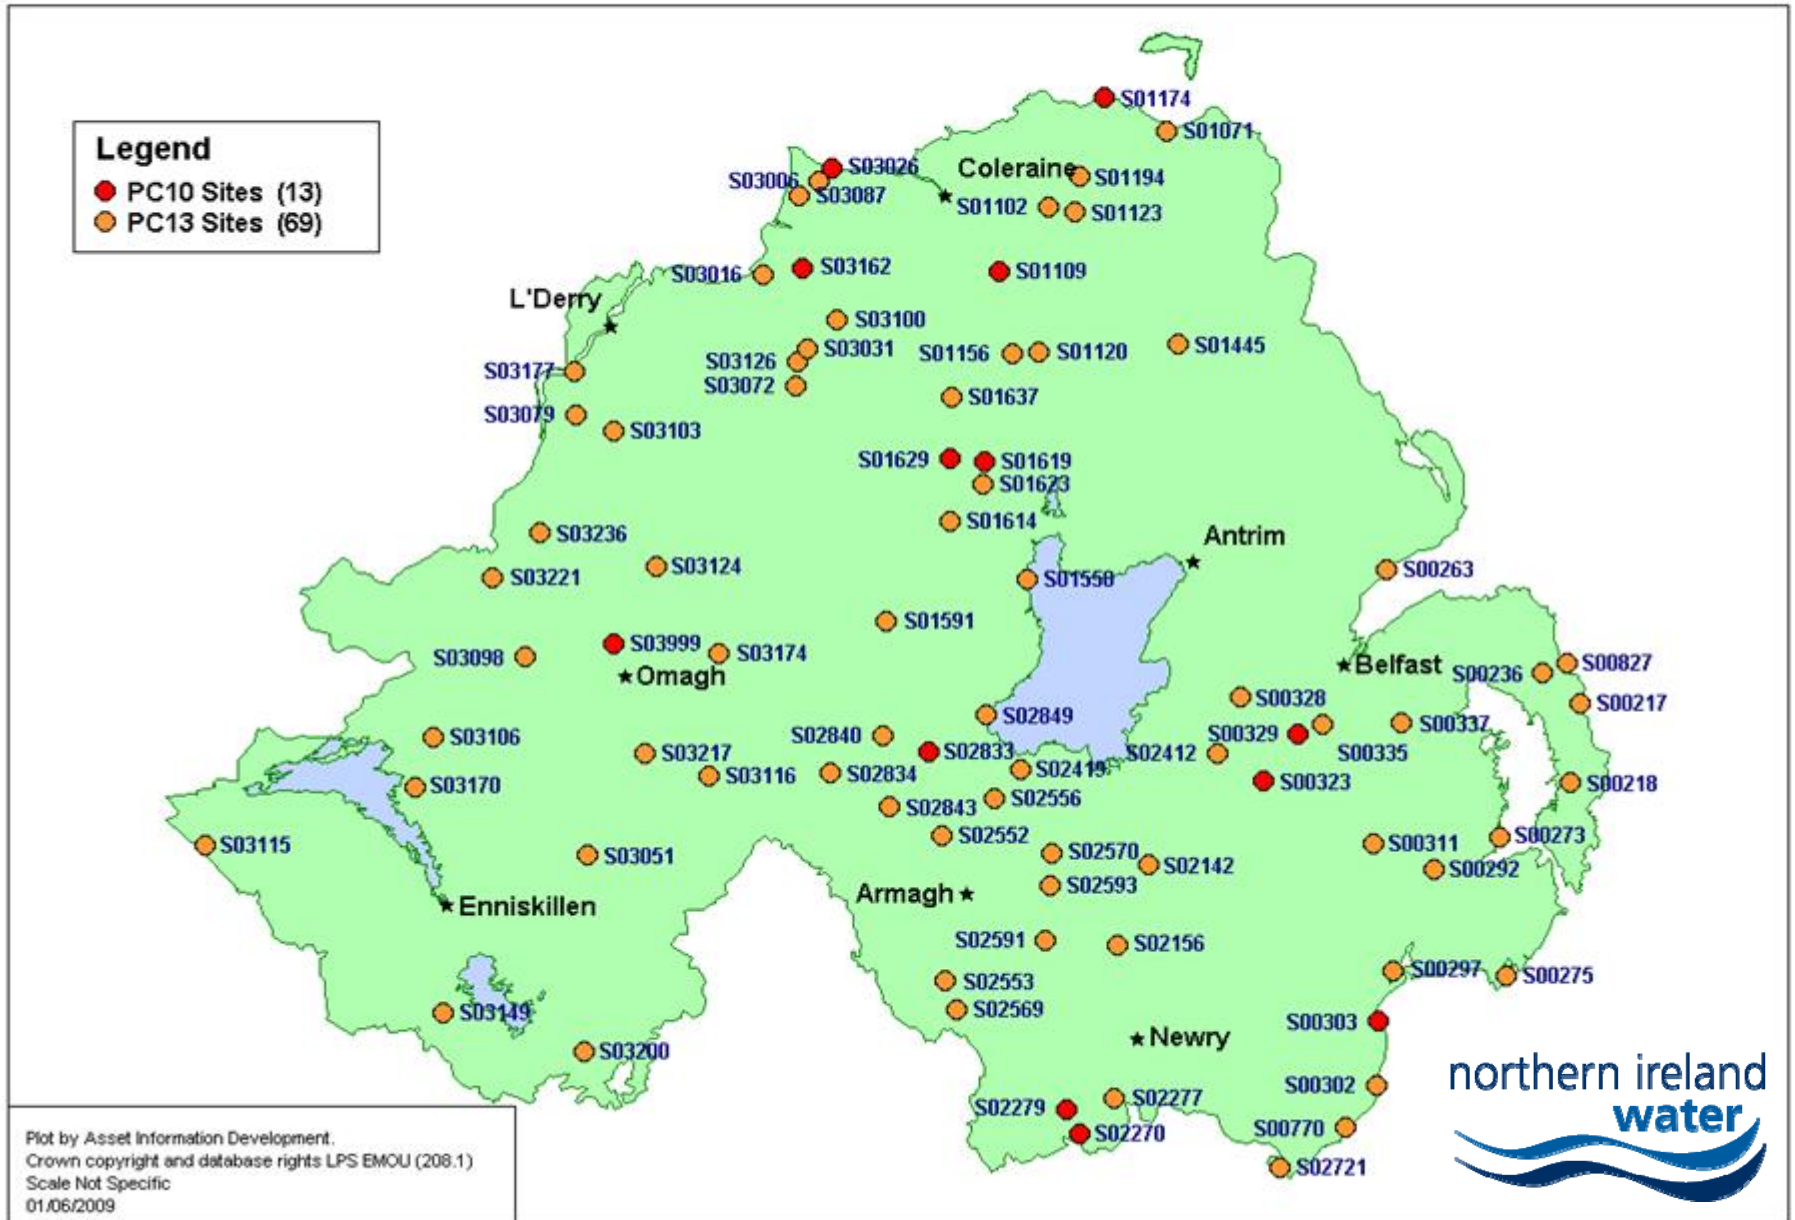 S01174
S01071
Legend
PC10 Sites (13)
PC13 Sites (69)
S03026
Coleraine
S03006
S01194
S03087
S01102
S01123
S03016
S03162
S01109
L'Derry
S03100
S03031
S01445
S03126
S01156
S01120
S03177
S03072
S01637
S03079
S03103
S01629
S01619
S01623
S01614
S03236
Antrim
S03124
S00263
S03221
S01550
S01591
S03999
S03174
S03098
Belfast
S00827
Omagh
S00236
S00328
S00217
S02849
S00337
S03106
S02840
S00329
S03217
S02833
S02412
S00335
S03116
S02834
S02419
S00323
S03170
S00218
S02843
S02556
S03115
S02552
S00273
S03051
S02570
S00311
S02142
S00292
S02593
Armagh
Enniskillen
S02591
S02156
S00297
S00275
S02553
S03149
S02569
S00303
Newry
S03200
northern ireland
water
S00302
S02277
S02279
S00770
S02270
S02721
Plot by Asset Information Development.
Crown copyright and database rights LPS EMOU (208.1)
Scale Not Specific
01/06/2009